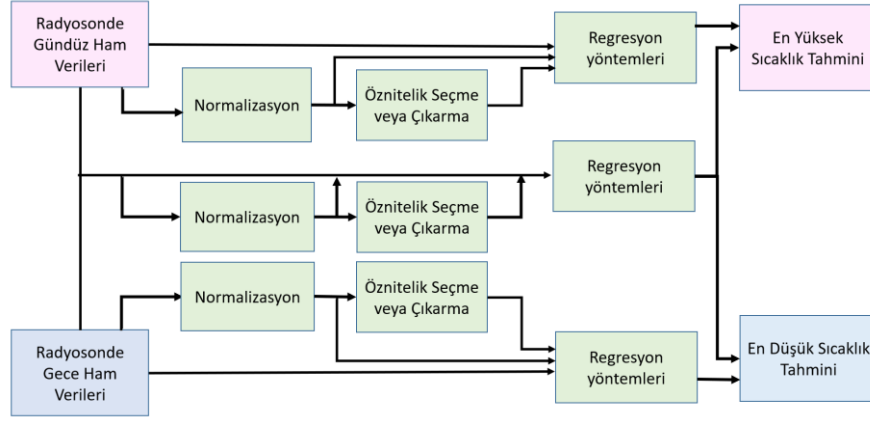 Radyosonde
Gündüz Ham
Verileri
Normalizasyon
Öznitelik Seçme
veya Çıkarma
Regresyon
yöntemleri
En Yüksek
Sıcaklık Tahmini
Normalizasyon
Öznitelik Seçme
veya Çıkarma
Regresyon
yöntemleri
Radyosonde
Gece Ham
Verileri
Normalizasyon
Öznitelik Seçme
veya Çıkarma
Regresyon
yöntemleri
En Düşük Sıcaklık
Tahmini